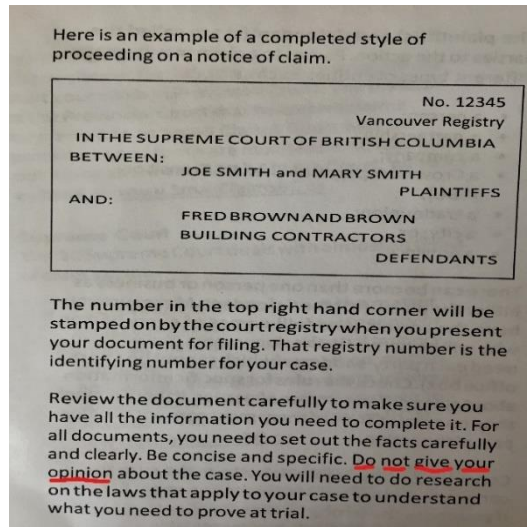 Here is an example of a completed style of
proceeding on a notice of claim.
No. 12345
Vancouver Registry
IN THE SUPREME COURT OF BRITISH COLUMBIA
BETWEEN:
JOE SMITH and MARY SMITH
PLAINTIFFS
AND:
FRED BROWN AND BROWN
BUILDING CONTRACTORS
DEFENDANTS
The number in the top right hand corner will be
stamped on by the court registry when you present
your document for filing. That registry number is the
identifying number for your case.
Review the document carefully to make sure you
have all the information you need to complete it. For
all documents, you need to set out the facts carefully
and clearly. Be concise and specific. Do not give your
opinion about the case. You will need to do research
on the laws that apply to your case to understand
what you need to prove at trial.